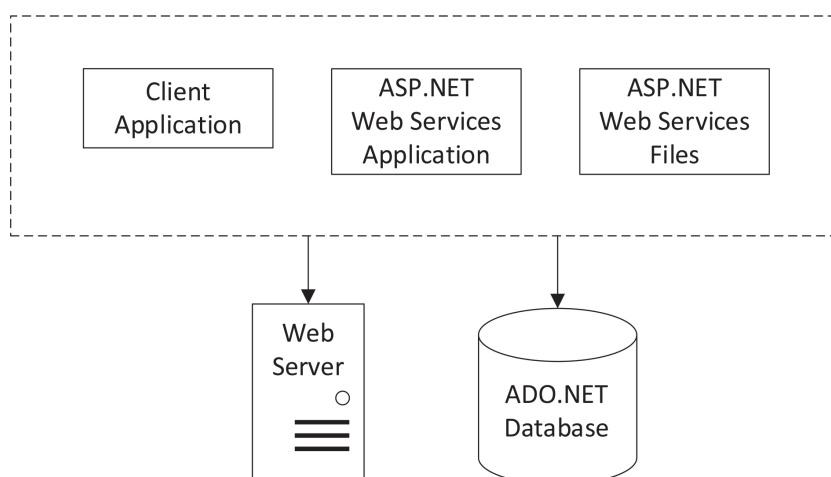 Client
Application
ASP.NET
Web Services
Application
ASP.NET
Web Services
Files
Web
Server
ADO.NET
Database